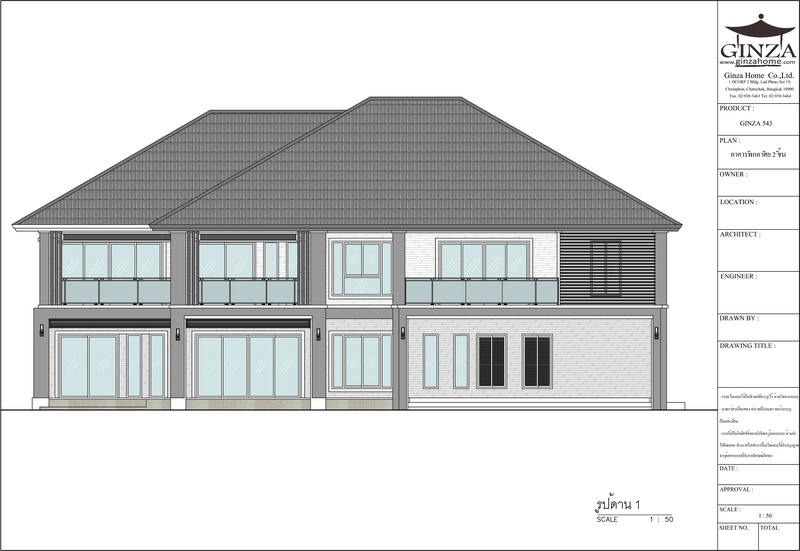 GINZA
www.ginzahome.com
Ginza Home Co.,Ltd.
1 DCORP 2 Bldg. Lad Phrao Soi 19,
Chomphon, Chatuchak, Bangkok 10900
Fax. 02-938-3463 Tel. 02-938-3464
PRODUCT :
GINZA 543
PLAN :
อาคารพักอาศัย 2 ชั้น
OWNER :
LOCATION :
ARCHITECT :
ENGINEER :
DRAWN BY :
DRAWING TITLE :
DATE :
APPROVAL :
SCALE :
1 : 50
SHEET NO.
TOTAL
รูปด้าน 1
SCALE 1 : 50